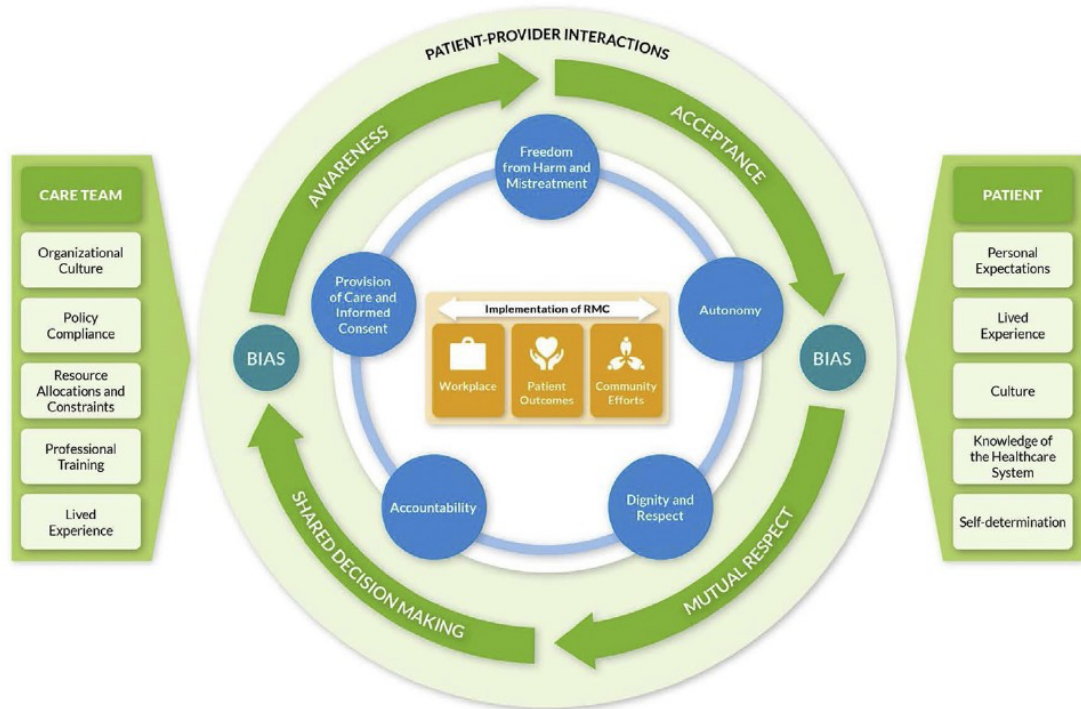 PATIENT-PROVIDER INTERACTIONS
AWARENESS
ACCEPTANCE
MUTUAL RESPECT
SHARED DECISION MAKING
BIAS
BIAS
CARE TEAM
Organizational
Culture
Policy
Compliance
Resource
Allocations and
Constraints
Professional
Training
Lived
Experience
Freedom
from Harm and
Mistreatment
Autonomy
Dignity and
Respect
Accountability
Provision
of Care and
Informed
Consent
Implementation of RMC
Workplace
Patient
Outcomes
Community
Efforts
PATIENT
Personal
Expectations
Lived
Experience
Culture
Knowledge of
the Healthcare
System
Self-determination